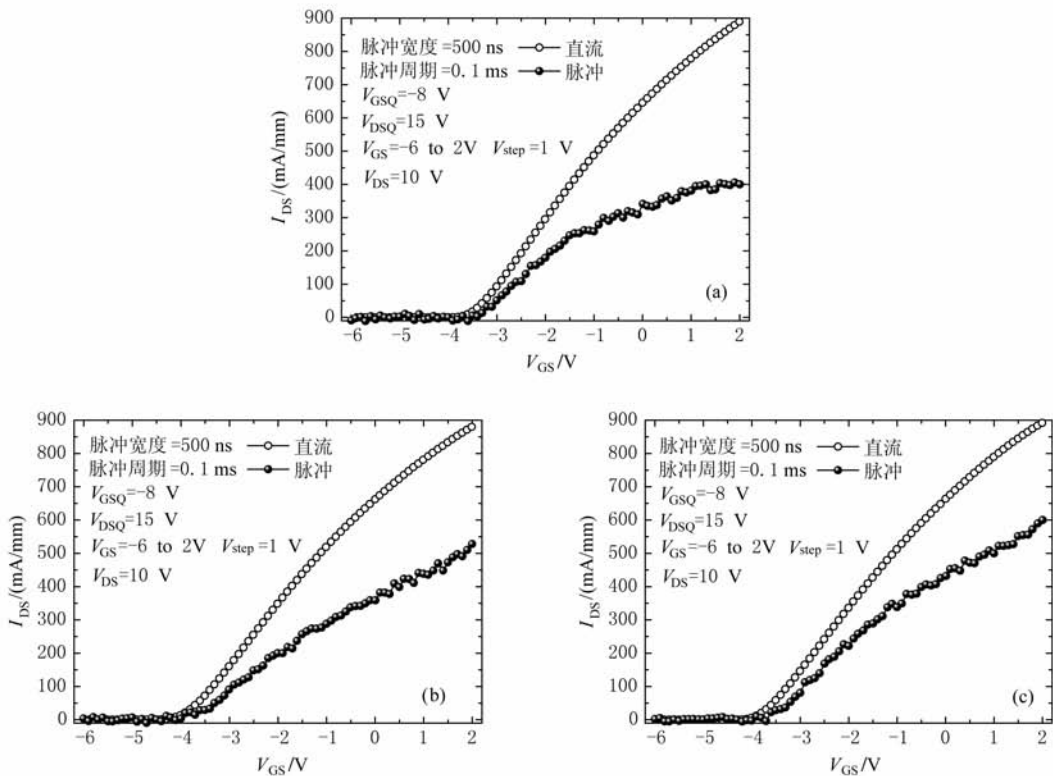 900
800
700
600
500
400
300
200
100
0
I_DS/(mA/mm)
脉冲宽度=500 ns 直流
脉冲周期=0.1 ms 脉冲
V_GSQ=-8 V
V_DSQ=15 V
V_GS=-6 to 2V V_step=1 V
V_DS=10 V
(a)
-6 -5 -4 -3 -2 -1 0 1 2
V_GS/V
900
800
700
600
500
400
300
200
100
0
I_DS/(mA/mm)
脉冲宽度=500 ns 直流
脉冲周期=0.1 ms 脉冲
V_GSQ=-8 V
V_DSQ=15 V
V_GS=-6 to 2V V_step=1 V
V_DS=10 V
(b)
-6 -5 -4 -3 -2 -1 0 1 2
V_GS/V
900
800
700
600
500
400
300
200
100
0
I_DS/(mA/mm)
脉冲宽度=500 ns 直流
脉冲周期=0.1 ms 脉冲
V_GSQ=-8 V
V_DSQ=15 V
V_GS=-6 to 2V V_step=1 V
V_DS=10 V
(c)
-6 -5 -4 -3 -2 -1 0 1 2
V_GS/V